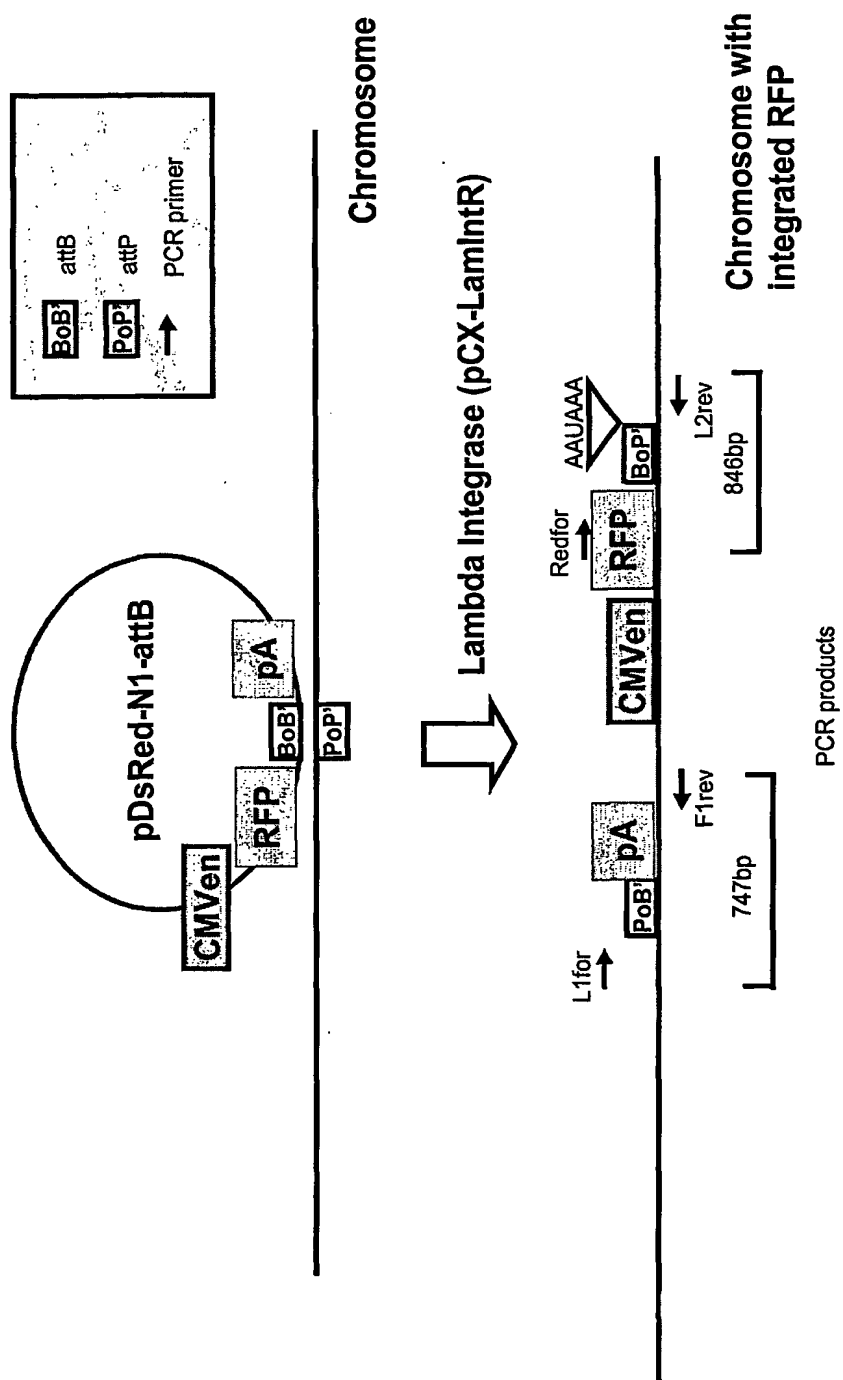 BoB' attB
PoP' attP
PCR primer
pDsRed-N1-attB
CMVen
RFP
pA
BoB'
PoP'
Chromosome
Lambda Integrase (pCX-LamIntR)
L1for
PoB'
pA
F1rev
CMVen
Redfor
RFP
BoP'
AAUAAA
L2rev
747bp
846bp
PCR products
Chromosome with
integrated RFP